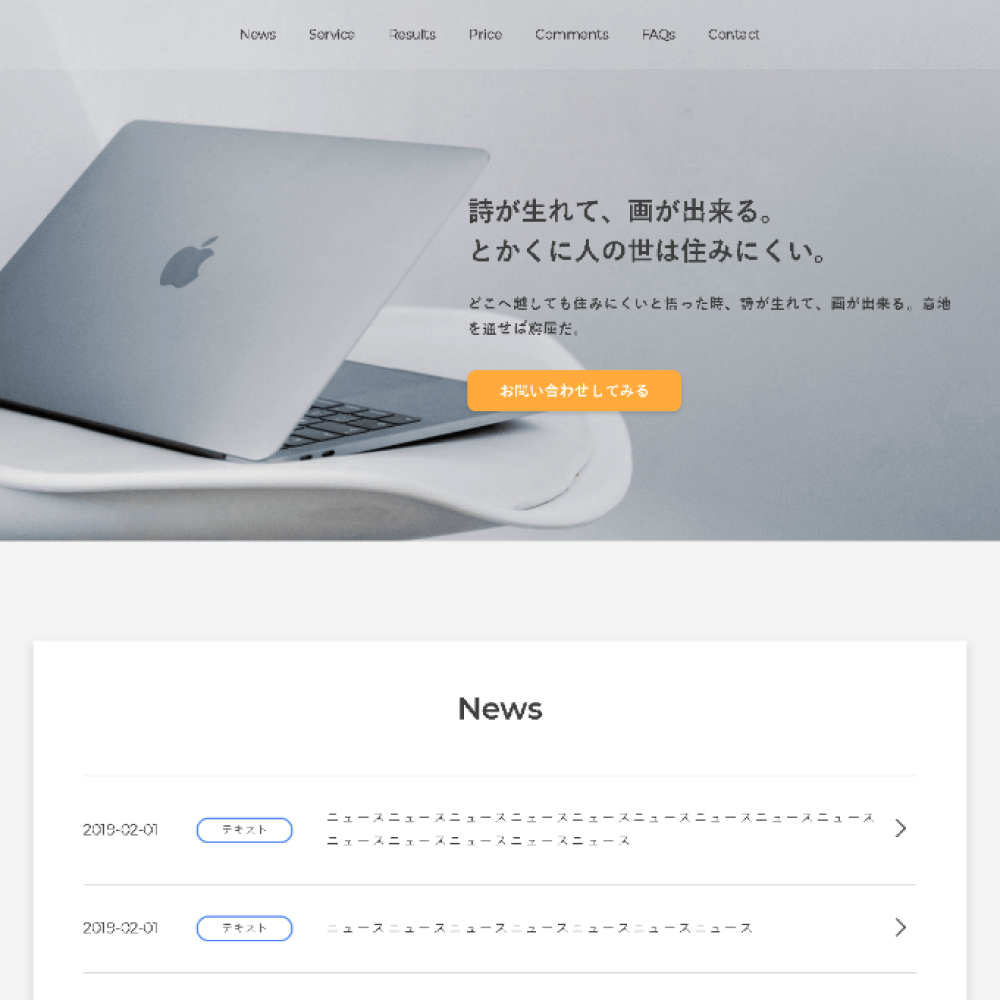 News Service Results Price Comments FAQs Contact
詩が生れて、画が出来る。
とかくに人の世は住みにくい。
どこへ越しても住みにくいと悟った時、詩が生れて、画が出来る。意地
を通せば窮屈だ。
お問い合わせしてみる
News
2019-02-01 テキスト ニュースニュースニュースニュースニュースニュースニュースニュースニュース
ニュースニュースニュースニュースニュース
2019-02-01 テキスト ニュースニュースニュースニュースニュースニュースニュース